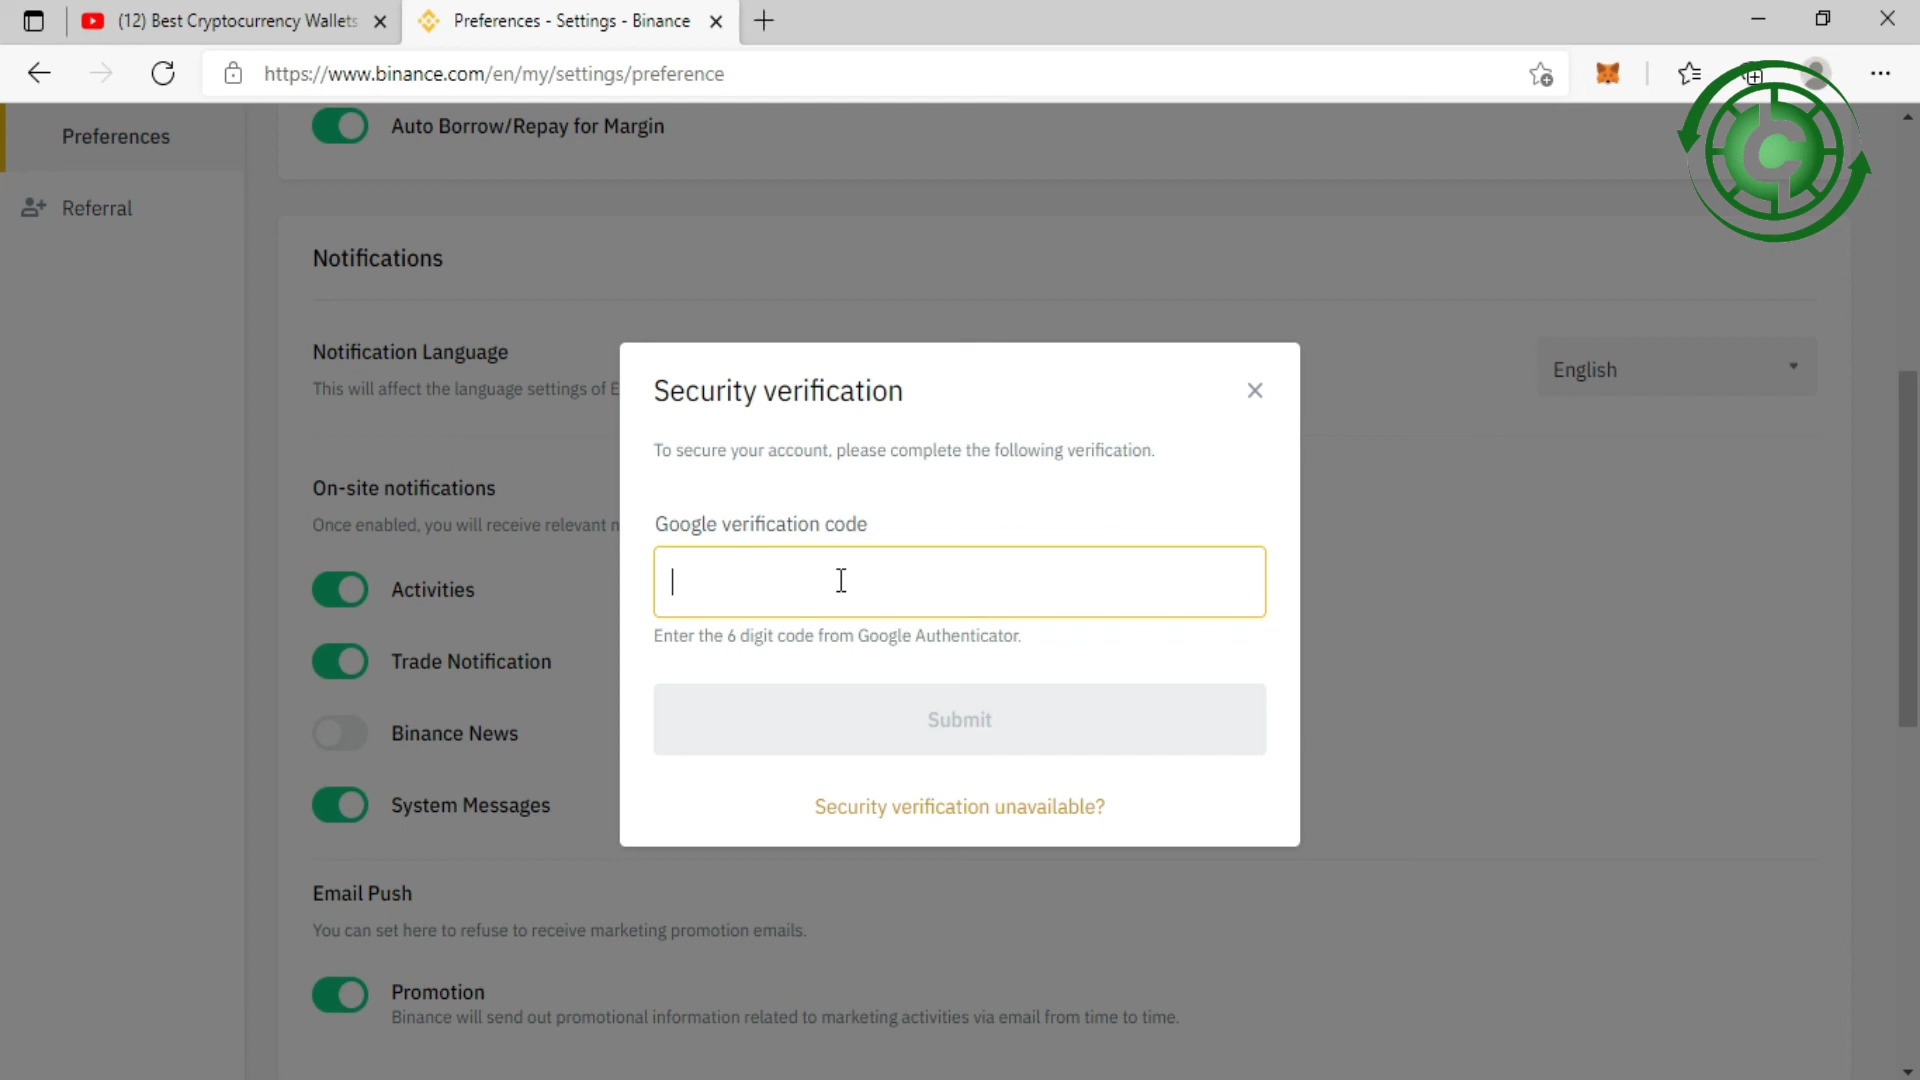 (12) Best Cryptocurrency Wallets
Preferences - Settings - Binance
https://www.binance.com/en/my/settings/preference
Preferences
Auto Borrow/Repay for Margin
Referral
Notifications
Notification Language
This will affect the language settings of E
English
Security verification
To secure your account, please complete the following verification.
On-site notifications
Once enabled, you will receive relevant n
Google verification code
Enter the 6 digit code from Google Authenticator.
Activities
Trade Notification
Submit
Binance News
System Messages
Security verification unavailable?
Email Push
You can set here to refuse to receive marketing promotion emails.
Promotion
Binance will send out promotional information related to marketing activities via email from time to time.